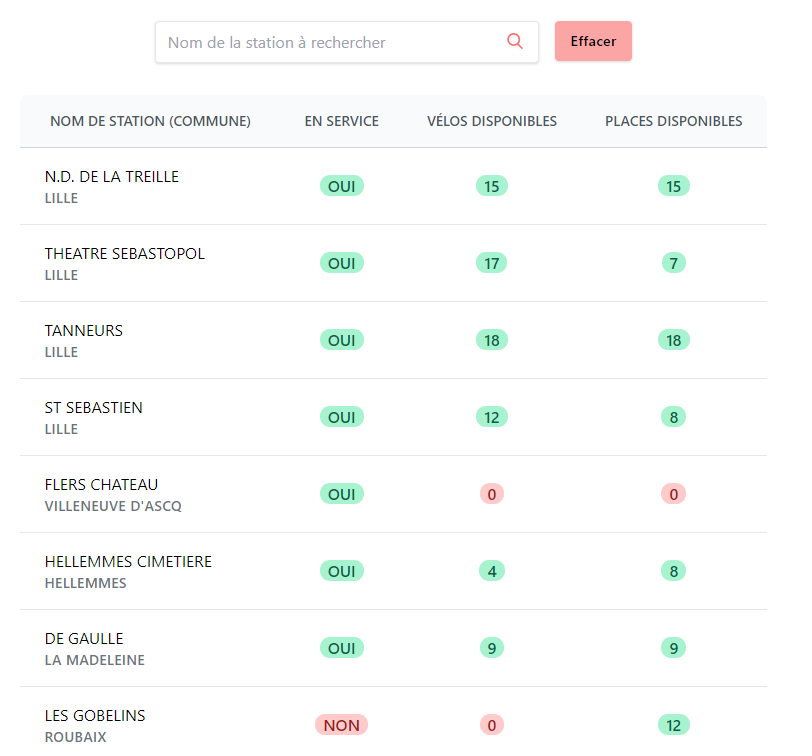 Nom de la station à rechercher
Effacer
NOM DE STATION (COMMUNE) EN SERVICE VÉLOS DISPONIBLES PLACES DISPONIBLES
N.D. DE LA TREILLE
LILLE
OUI 15 15
THEATRE SEBASTOPOL
LILLE
OUI 17 7
TANNEURS
LILLE
OUI 18 18
ST SEBASTIEN
LILLE
OUI 12 8
FLERS CHATEAU
VILLENEUVE D'ASCQ
OUI 0 0
HELLEMMES CIMETIERE
HELLEMMES
OUI 4 8
DE GAULLE
LA MADELEINE
OUI 9 9
LES GOBELINS
ROUBAIX
NON 0 12